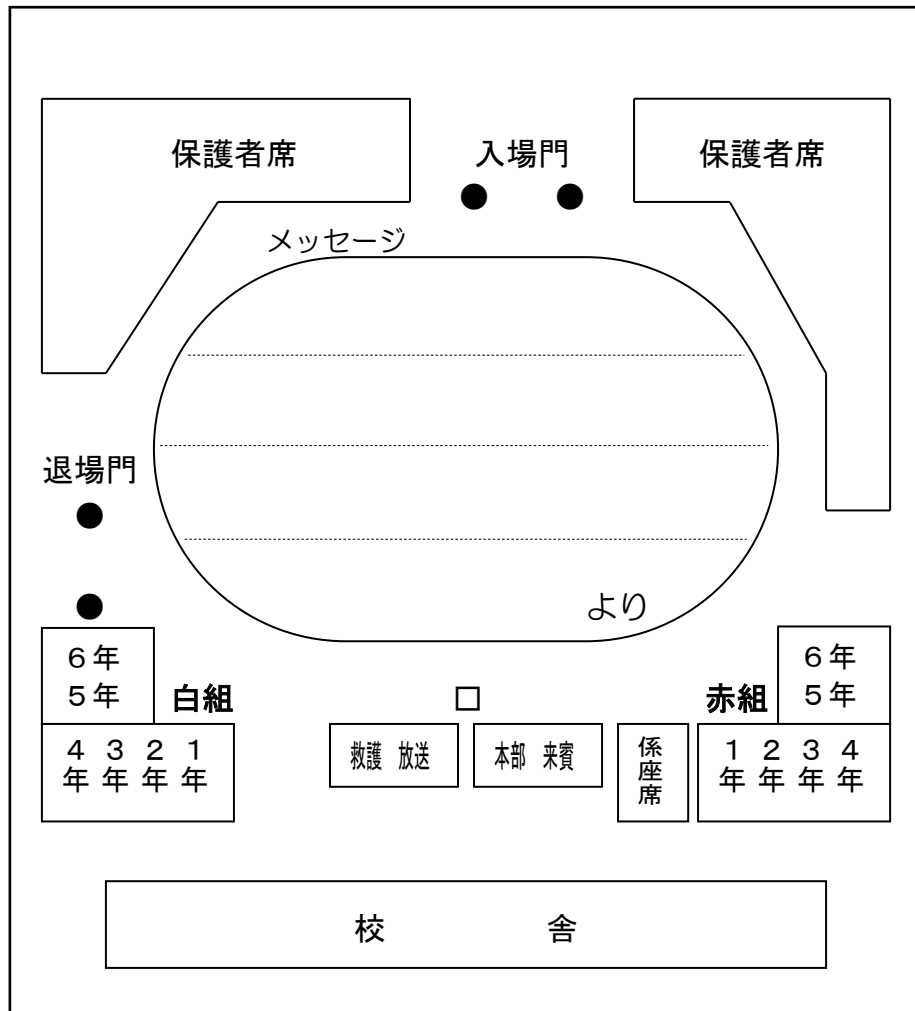 保護者席
入場門
保護者席
メッセージ
退場門
より
６年
５年
白組
赤組
６年
５年
４年 ３年 ２年 １年
救護 放送
本部 来賓
係座席
１年 ２年 ３年 ４年
校 舎